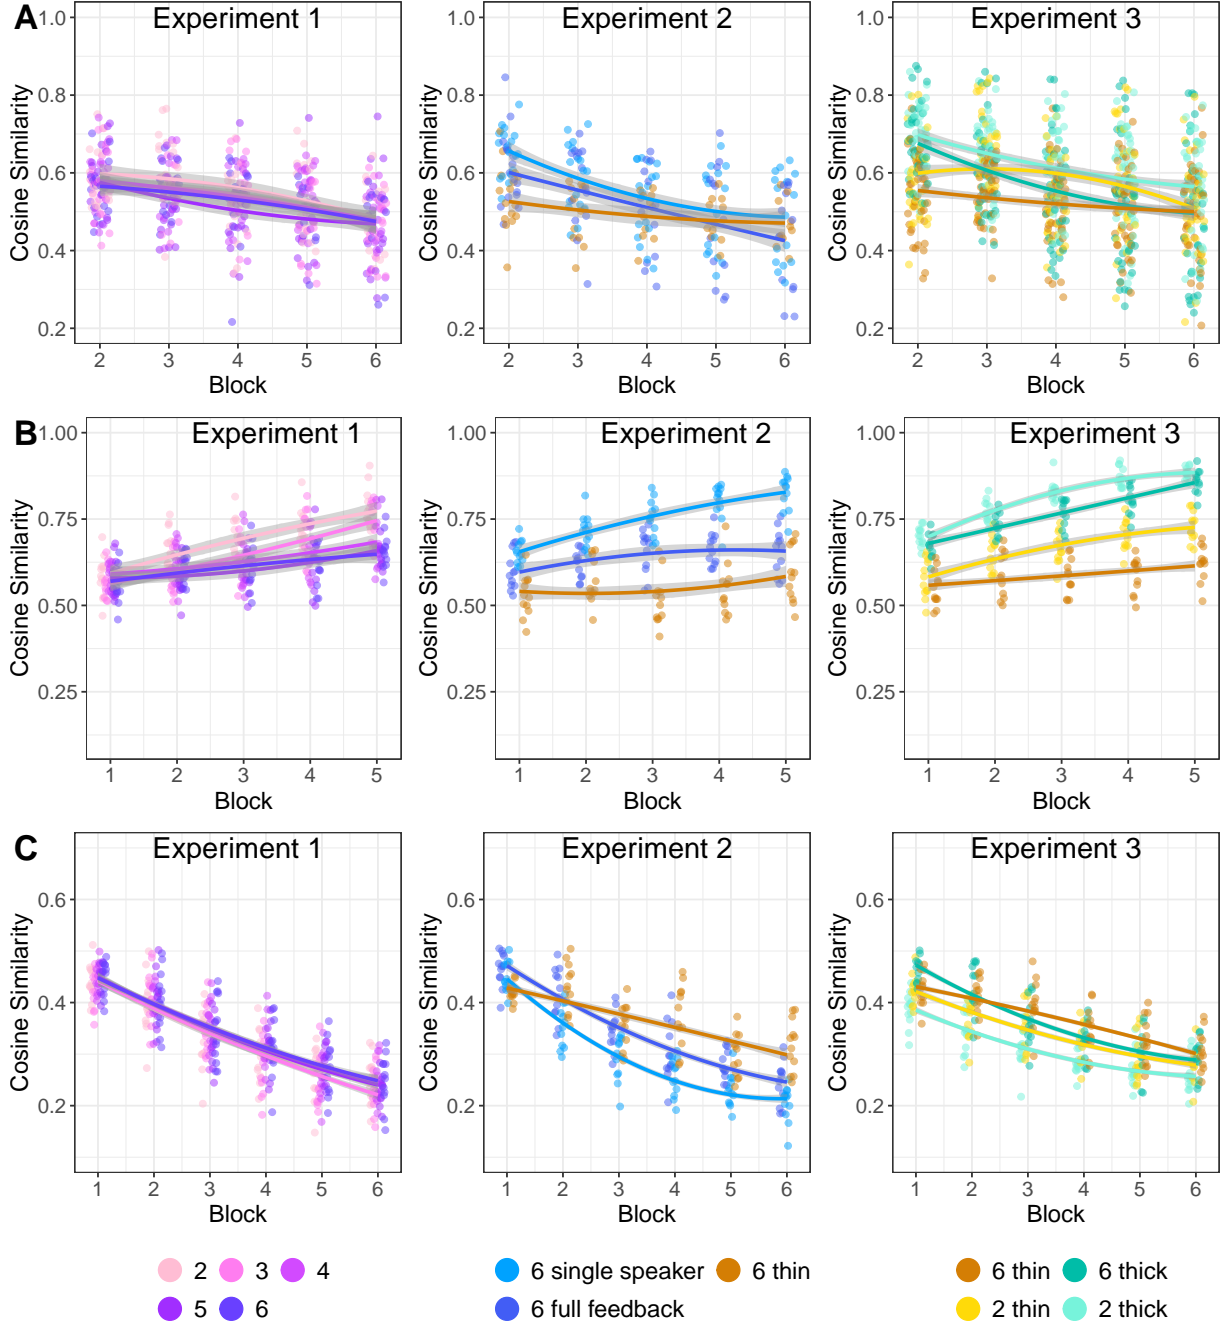 A
Experiment 1
Experiment 2
Experiment 3
Cosine Similarity
1.0
0.8
0.6
0.4
0.2
2 3 4 5 6
Block
Cosine Similarity
1.0
0.8
0.6
0.4
0.2
2 3 4 5 6
Block
Cosine Similarity
1.0
0.8
0.6
0.4
0.2
2 3 4 5 6
Block
B
Experiment 1
Experiment 2
Experiment 3
Cosine Similarity
1.00
0.75
0.50
0.25
1 2 3 4 5
Block
Cosine Similarity
1.00
0.75
0.50
0.25
1 2 3 4 5
Block
Cosine Similarity
1.00
0.75
0.50
0.25
1 2 3 4 5
Block
C
Experiment 1
Experiment 2
Experiment 3
Cosine Similarity
0.6
0.4
0.2
1 2 3 4 5 6
Block
Cosine Similarity
0.6
0.4
0.2
1 2 3 4 5 6
Block
Cosine Similarity
0.6
0.4
0.2
1 2 3 4 5 6
Block
2 3 4
5 6
6 single speaker 6 thin
6 full feedback
6 thin 6 thick
2 thin 2 thick